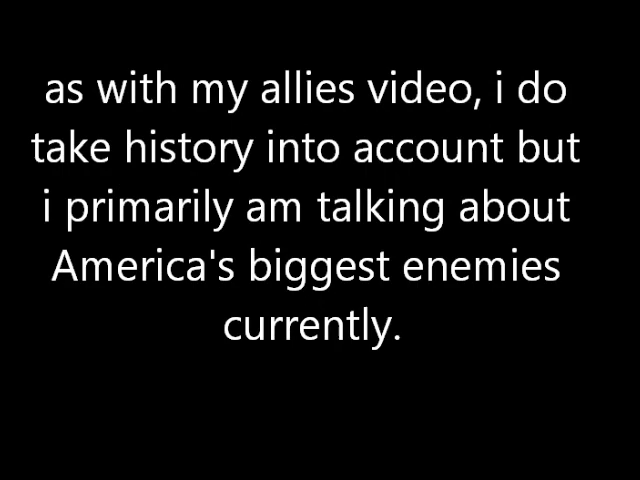 as with my allies video, i do
take history into account but
i primarily am talking about
America's biggest enemies
currently.